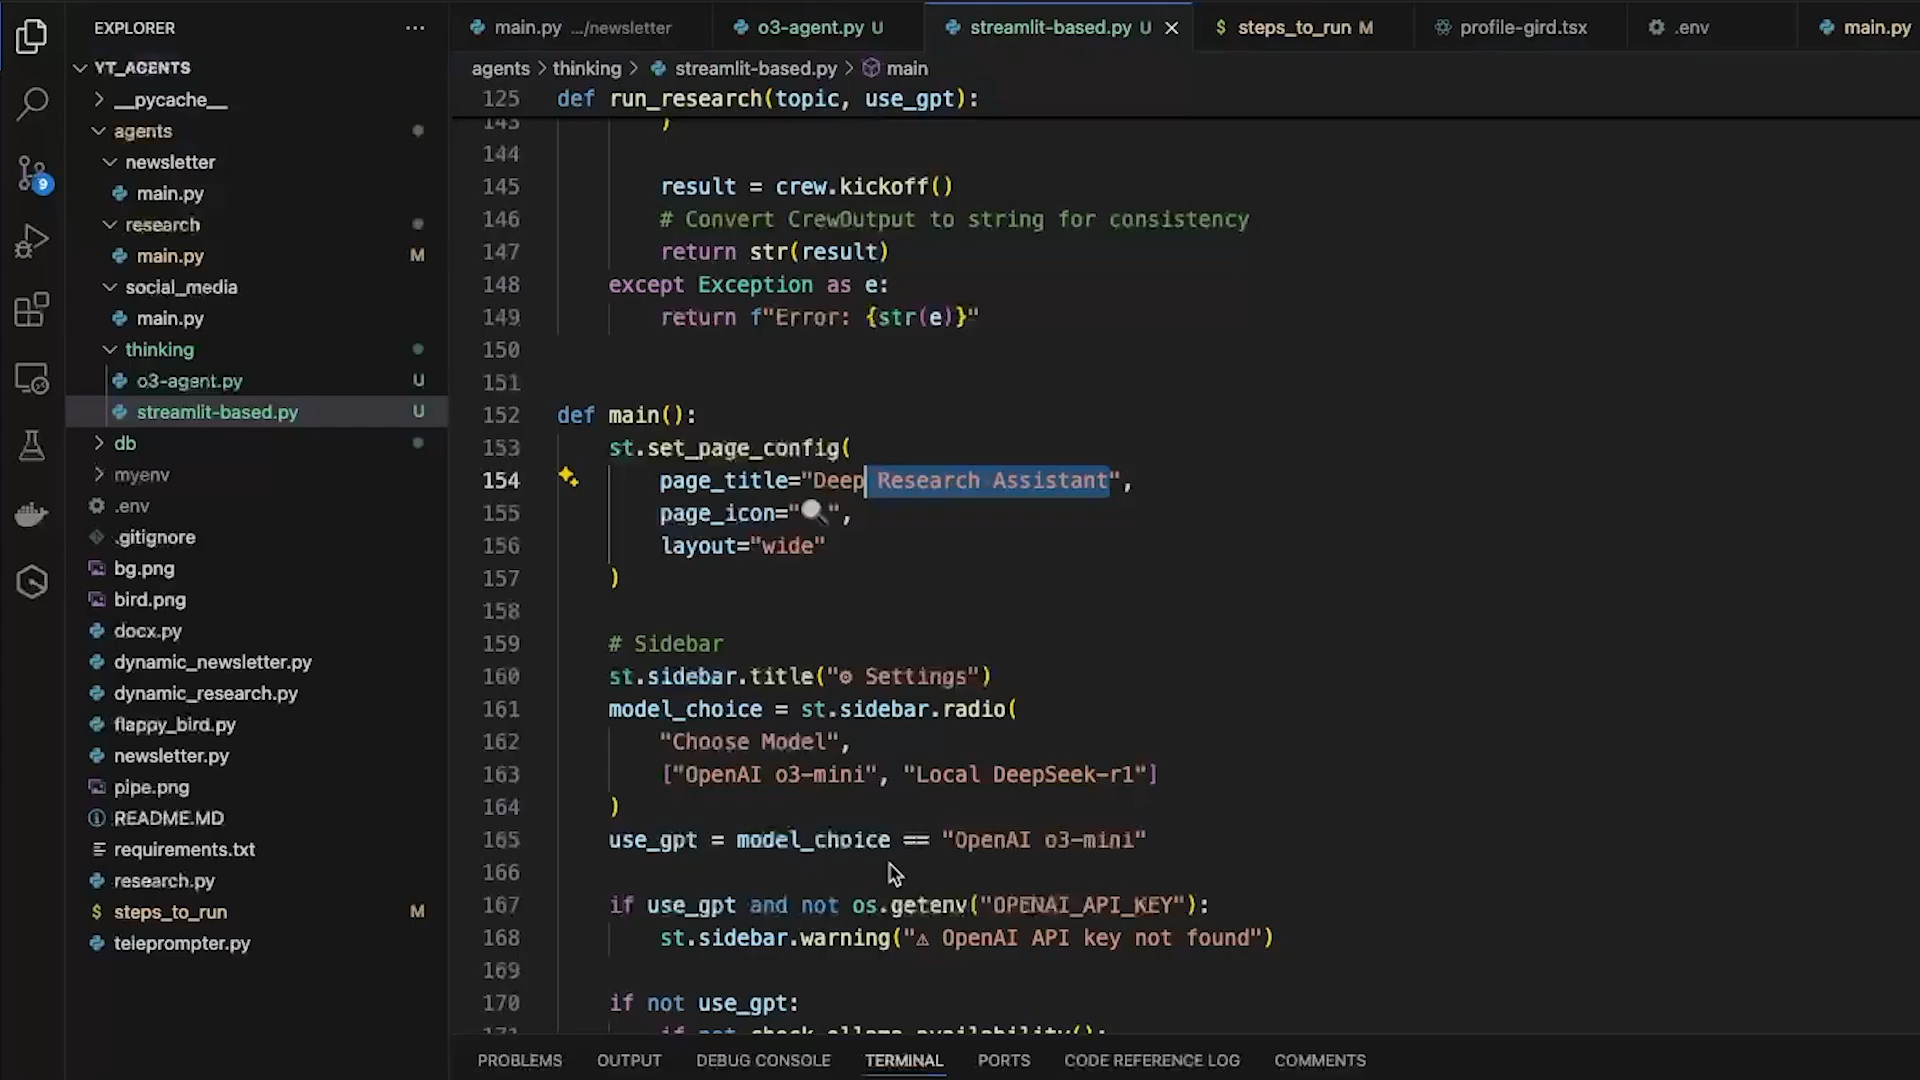 EXPLORER
YT_AGENTS
__pycache__
agents
newsletter
main.py
research
main.py M
social_media
main.py
thinking
o3-agent.py U
streamlit-based.py U
db
myenv
.env
.gitignore
bg.png
bird.png
docx.py
dynamic_newsletter.py
dynamic_research.py
flappy_bird.py
newsletter.py
pipe.png
README.MD
requirements.txt
research.py
$ steps_to_run M
teleprompter.py
9
main.py .../newsletter
o3-agent.py U
streamlit-based.py U
$ steps_to_run M
profile-gird.tsx
.env
main.py
agents > thinking > streamlit-based.py > main
125 def run_research(topic, use_gpt):
143 )
144
145 result = crew.kickoff()
146 # Convert CrewOutput to string for consistency
147 return str(result)
148 except Exception as e:
149 return f"Error: {str(e)}"
150
151
152 def main():
153 st.set_page_config(
154 page_title="Deep Research Assistant",
155 page_icon="🔍",
156 layout="wide"
157 )
158
159 # Sidebar
160 st.sidebar.title("⚙ Settings")
161 model_choice = st.sidebar.radio(
162 "Choose Model",
163 ["OpenAI o3-mini", "Local DeepSeek-r1"]
164 )
165 use_gpt = model_choice == "OpenAI o3-mini"
166
167 if use_gpt and not os.getenv("OPENAI_API_KEY"):
168 st.sidebar.warning("⚠ OpenAI API key not found")
169
170 if not use_gpt:
171 if not check_ollama_availability():
PROBLEMS OUTPUT DEBUG CONSOLE TERMINAL PORTS CODE REFERENCE LOG COMMENTS